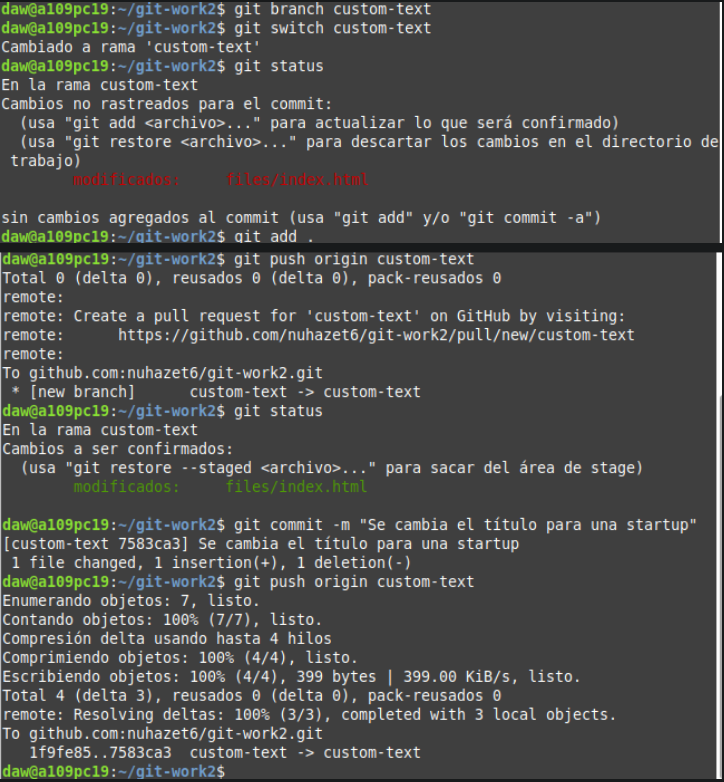 daw@a109pc19:~/git-work2$ git branch custom-text
daw@a109pc19:~/git-work2$ git switch custom-text
Cambiado a rama 'custom-text'
daw@a109pc19:~/git-work2$ git status
En la rama custom-text
Cambios no rastreados para el commit:
  (usa "git add <archivo>..." para actualizar lo que será confirmado)
  (usa "git restore <archivo>..." para descartar los cambios en el directorio de
 trabajo)
        modificados:     files/index.html

sin cambios agregados al commit (usa "git add" y/o "git commit -a")
daw@a109pc19:~/git-work2$ git add .
daw@a109pc19:~/git-work2$ git push origin custom-text
Total 0 (delta 0), reusados 0 (delta 0), pack-reusados 0
remote:
remote: Create a pull request for 'custom-text' on GitHub by visiting:
remote:      https://github.com/nuhazet6/git-work2/pull/new/custom-text
remote:
To github.com:nuhazet6/git-work2.git
 * [new branch]      custom-text -> custom-text
daw@a109pc19:~/git-work2$ git status
En la rama custom-text
Cambios a ser confirmados:
  (usa "git restore --staged <archivo>..." para sacar del área de stage)
        modificados:     files/index.html

daw@a109pc19:~/git-work2$ git commit -m "Se cambia el título para una startup"
[custom-text 7583ca3] Se cambia el título para una startup
 1 file changed, 1 insertion(+), 1 deletion(-)
daw@a109pc19:~/git-work2$ git push origin custom-text
Enumerando objetos: 7, listo.
Contando objetos: 100% (7/7), listo.
Compresión delta usando hasta 4 hilos
Comprimiendo objetos: 100% (4/4), listo.
Escribiendo objetos: 100% (4/4), 399 bytes | 399.00 KiB/s, listo.
Total 4 (delta 3), reusados 0 (delta 0), pack-reusados 0
remote: Resolving deltas: 100% (3/3), completed with 3 local objects.
To github.com:nuhazet6/git-work2.git
   1f9fe85..7583ca3  custom-text -> custom-text
daw@a109pc19:~/git-work2$